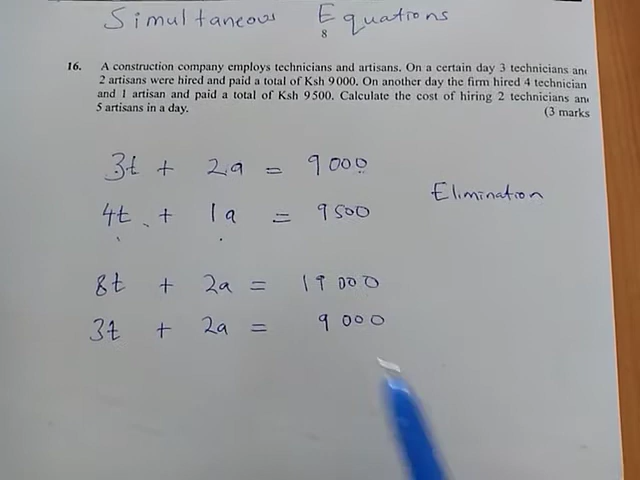 Simultaneous Equations
8
16. A construction company employs technicians and artisans. On a certain day 3 technicians and
2 artisans were hired and paid a total of Ksh 9000. On another day the firm hired 4 technician
and 1 artisan and paid a total of Ksh 9500. Calculate the cost of hiring 2 technicians and
5 artisans in a day.
(3 marks
3t + 2a = 9000
4t + 1a = 9500
Elimination
8t + 2a = 19000
3t + 2a = 9000